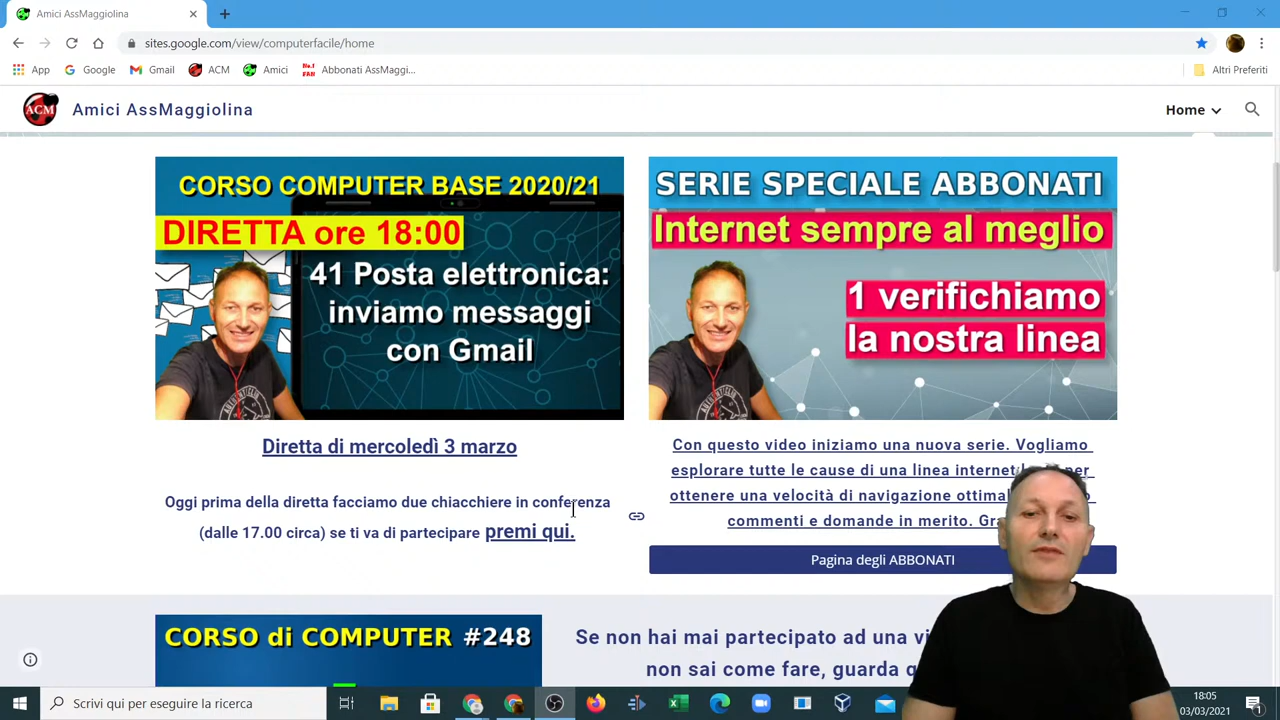 Amici AssMaggiolina
sites.google.com/view/computerfacile/home
App
Google
Gmail
ACM
Amici
Abbonati AssMaggi...
Altri Preferiti
ACM
Amici AssMaggiolina
Home
CORSO COMPUTER BASE 2020/21
DIRETTA ore 18:00
41 Posta elettronica:
inviamo messaggi
con Gmail
SERIE SPECIALE ABBONATI
Internet sempre al meglio
1 verifichiamo
la nostra linea
Diretta di mercoledì 3 marzo
Oggi prima della diretta facciamo due chiacchiere in conferenza
(dalle 17.00 circa) se ti va di partecipare premi qui.
Con questo video iniziamo una nuova serie. Vogliamo
esplorare tutte le cause di una linea internet per
ottenere una velocità di navigazione
commenti e domande in merito.
Pagina degli ABBONATI
CORSO di COMPUTER #248
Se non hai mai partecipato ad una
non sai come fare, guarda
Scrivi qui per eseguire la ricerca
18:05
03/03/2021